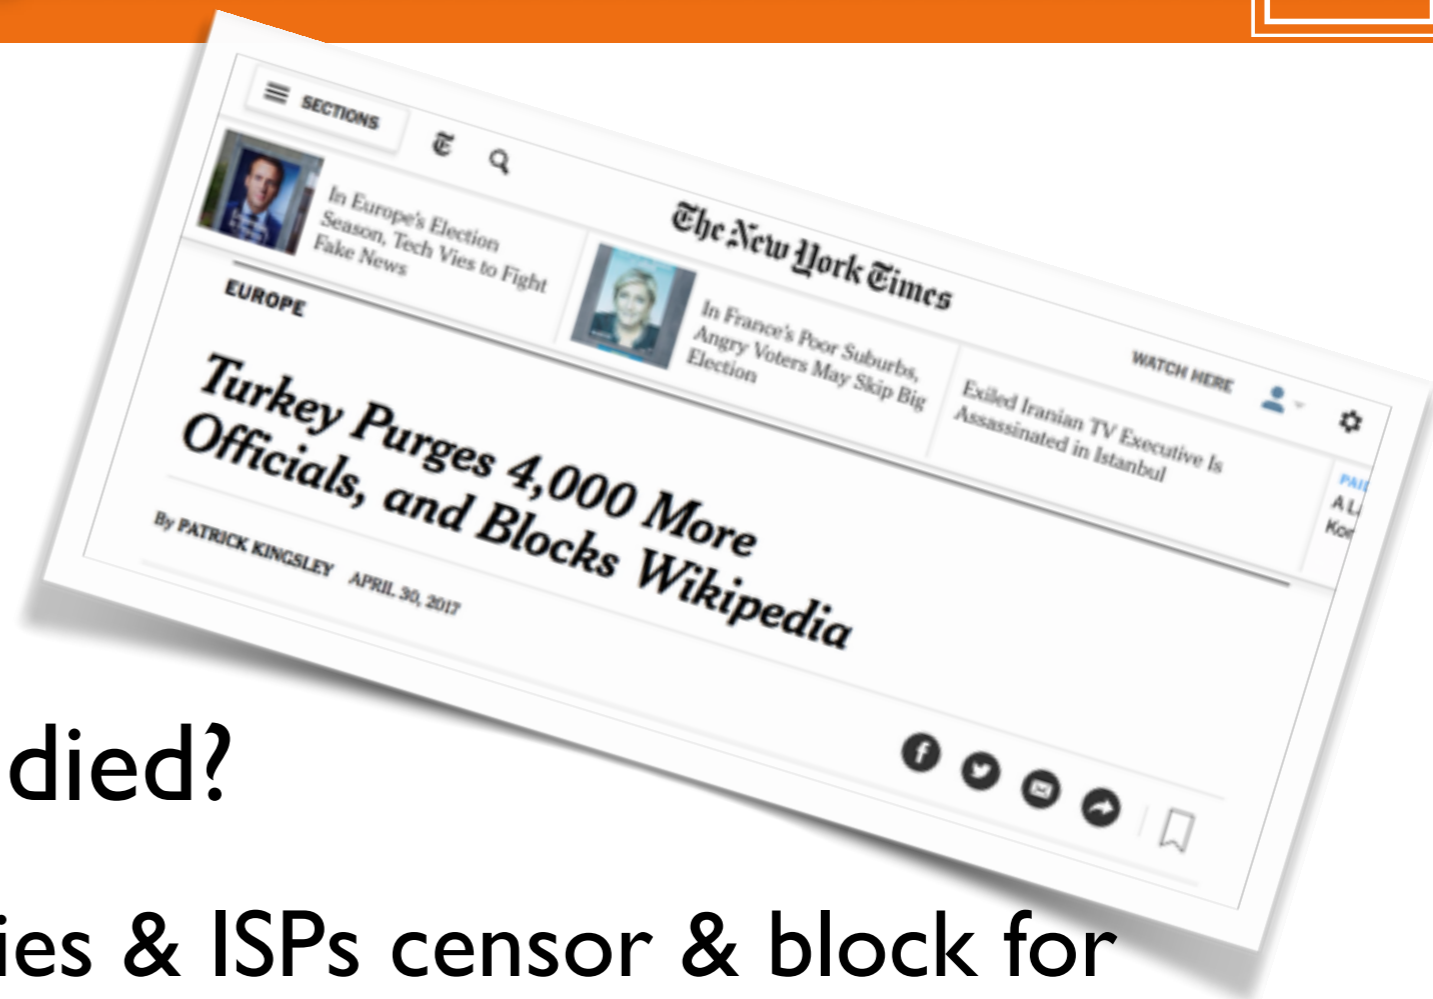 SECTIONS
In Europe's Election
Season, Tech Vies to Fight
Fake News
The New York Times
In France's Poor Suburbs,
Angry Voters May Skip Big
Election
WATCH HERE
Exiled Iranian TV Executive Is
Assassinated in Istanbul
PAID
A L
Kor
EUROPE
Turkey Purges 4,000 More
Officials, and Blocks Wikipedia
By PATRICK KINGSLEY APRIL 30, 2017
died?
ies & ISPs censor & block for